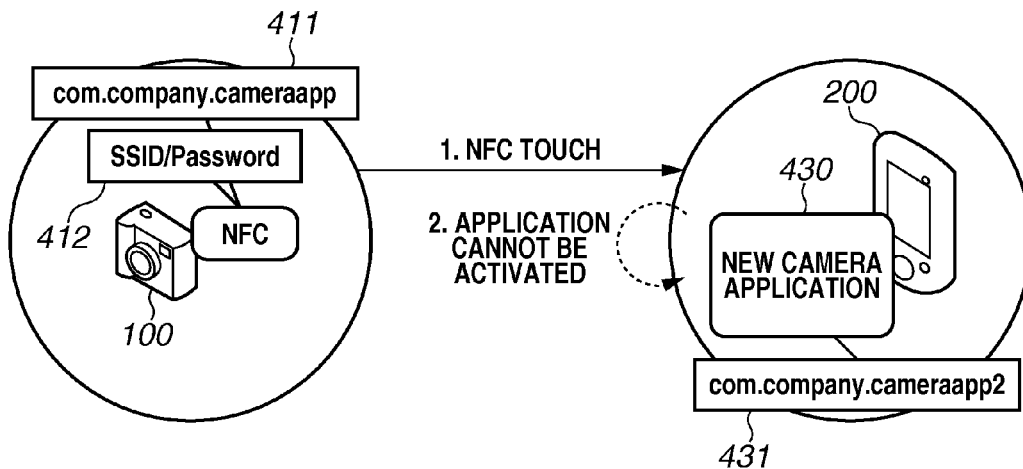 411
com.company.cameraapp
SSID/Password
412
NFC
100
1. NFC TOUCH
2. APPLICATION
CANNOT BE
ACTIVATED
200
430
NEW CAMERA
APPLICATION
com.company.cameraapp2
431